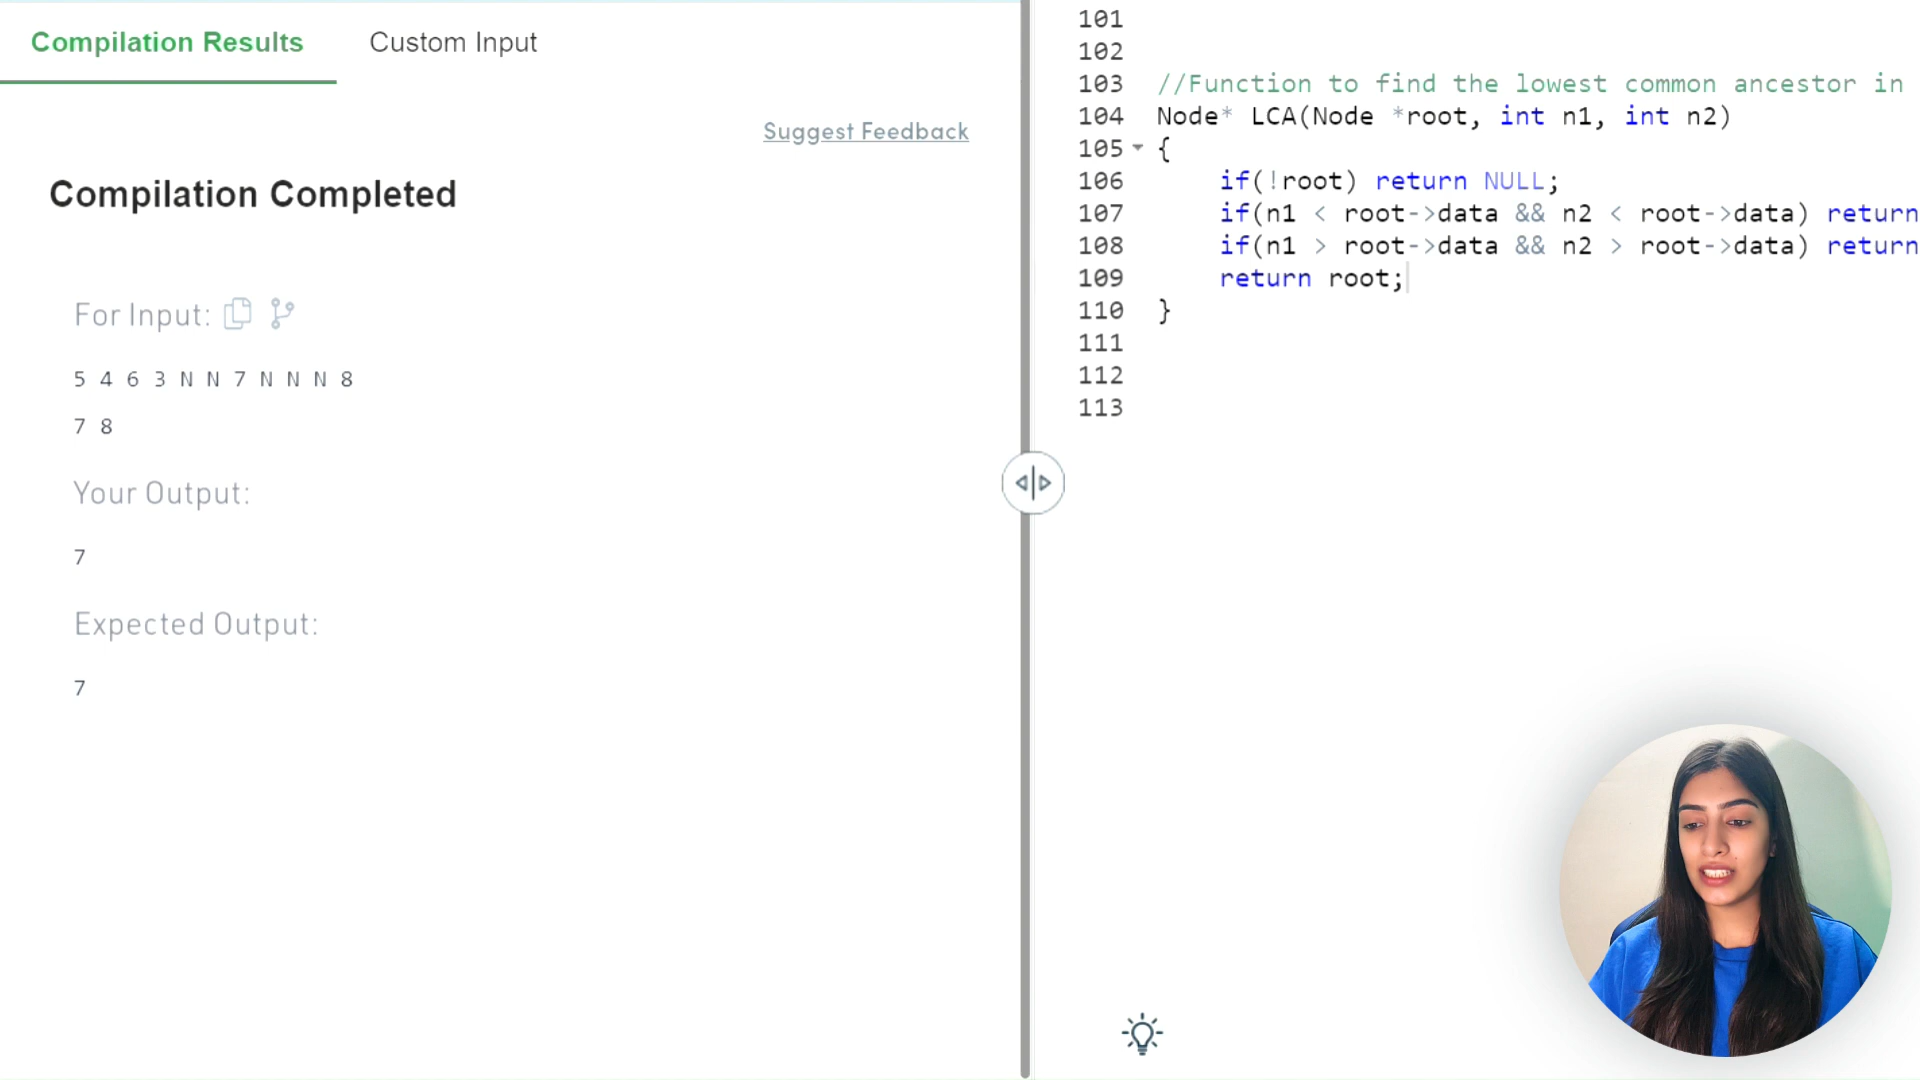 Compilation Results
Custom Input
Suggest Feedback
Compilation Completed
For Input:
5 4 6 3 N N 7 N N N 8
7 8
Your Output:
7
Expected Output:
7
101
102
103 //Function to find the lowest common ancestor in
104 Node* LCA(Node *root, int n1, int n2)
105 {
106 if(!root) return NULL;
107 if(n1 < root->data && n2 < root->data) return
108 if(n1 > root->data && n2 > root->data) return
109 return root;
110 }
111
112
113